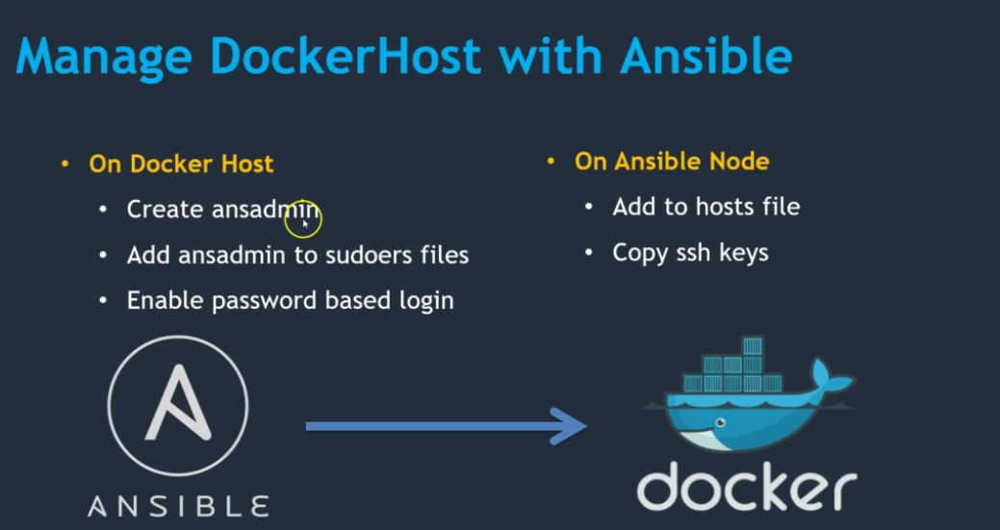 Manage DockerHost with Ansible
On Docker Host
Create ansadmin
Add ansadmin to sudoers files
Enable password based login
On Ansible Node
Add to hosts file
Copy ssh keys
ANSIBLE
docker